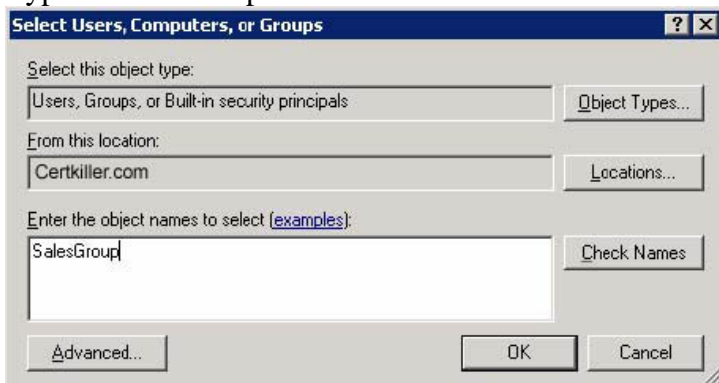 Select Users, Computers, or Groups
Select this object type:
Users, Groups, or Built-in security principals
Object Types...
From this location:
Certkiller.com
Locations...
Enter the object names to select (examples):
SalesGroup
Check Names
Advanced...
OK
Cancel